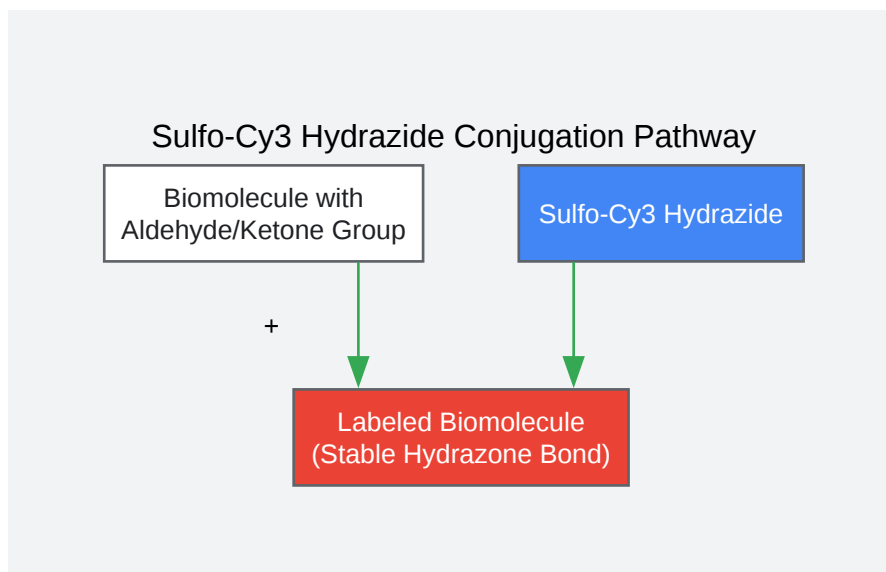 Sulfo-Cy3 Hydrazide Conjugation Pathway
Biomolecule with
Aldehyde/Ketone Group
Sulfo-Cy3 Hydrazide
+
Labeled Biomolecule
(Stable Hydrazone Bond)